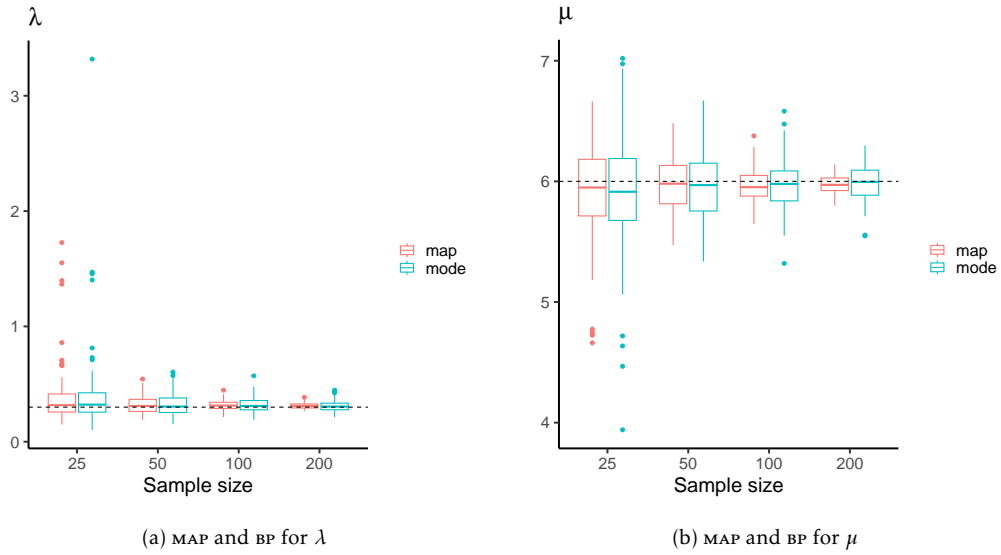 λ
3
2
1
0
25 50 100 200
Sample size
map
mode
(a) MAP and BP for λ
μ
7
6
5
4
25 50 100 200
Sample size
map
mode
(b) MAP and BP for μ